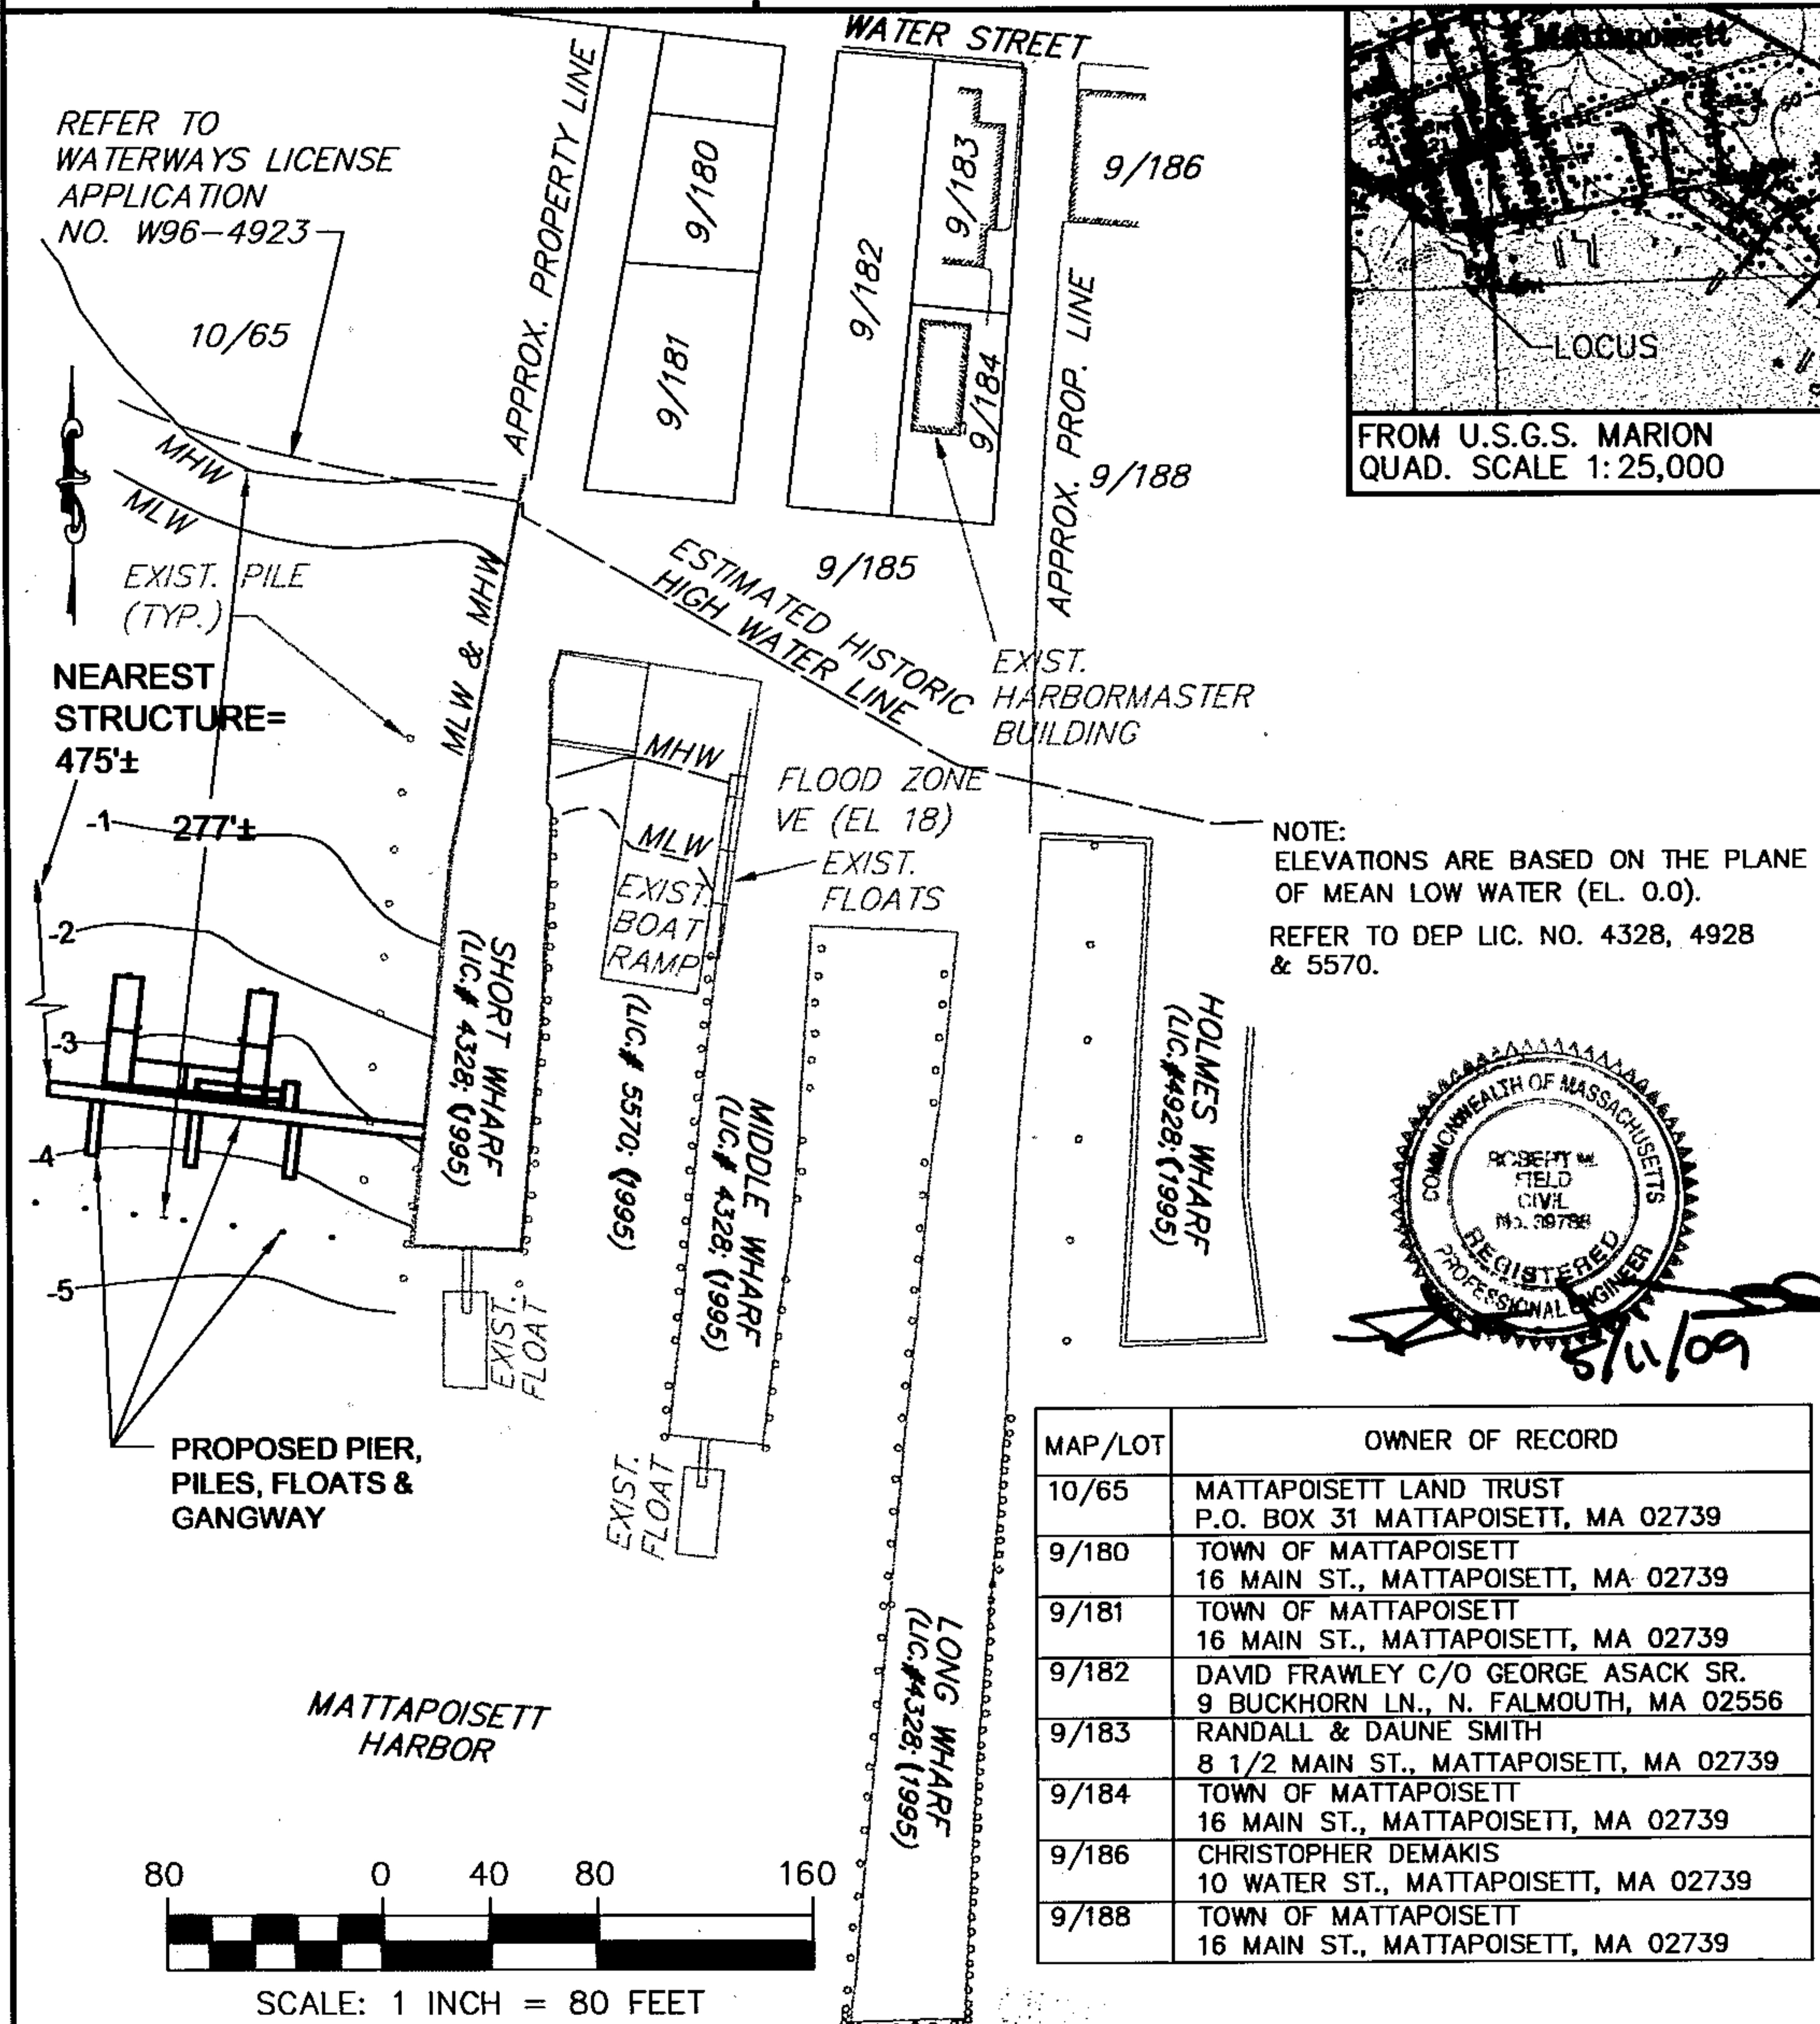 WATER STREET
Mattapoisett
LOCUS
FROM U.S.G.S. MARION
QUAD. SCALE 1:25,000
REFER TO
WATERWAYS LICENSE
APPLICATION
NO. W96-4923
10/65
APPROX. PROPERTY LINE
9/180
9/181
9/182
9/183
9/184
9/186
APPROX. PROP. LINE
9/188
9/185
MHW
MLW
EXIST. PILE
(TYP.)
MLW & MHW
ESTIMATED HISTORIC
HIGH WATER LINE
EXIST.
HARBORMASTER
BUILDING
NEAREST
STRUCTURE=
475'±
277'±
-1
-2
-3
-4
-5
MHW
MLW
FLOOD ZONE
VE (EL 18)
EXIST.
FLOATS
EXIST.
BOAT
RAMP
(LIC.# 5570; (1995)
SHORT WHARF
(LIC.# 4328; (1995)
MIDDLE WHARF
(LIC.# 4328; (1995)
HOLMES WHARF
(LIC.#4928; (1995)
LONG WHARF
(LIC.#4328; (1995)
NOTE:
ELEVATIONS ARE BASED ON THE PLANE
OF MEAN LOW WATER (EL. 0.0).
REFER TO DEP LIC. NO. 4328, 4928
& 5570.
COMMONWEALTH OF MASSACHUSETTS
ROBERT M.
FIELD
CIVIL
No. 39788
REGISTERED
PROFESSIONAL ENGINEER
5/11/09
EXIST.
FLOAT
EXIST.
FLOAT
PROPOSED PIER,
PILES, FLOATS &
GANGWAY
MATTAPOISETT
HARBOR
MAP/LOT OWNER OF RECORD
10/65 MATTAPOISETT LAND TRUST
P.O. BOX 31 MATTAPOISETT, MA 02739
9/180 TOWN OF MATTAPOISETT
16 MAIN ST., MATTAPOISETT, MA 02739
9/181 TOWN OF MATTAPOISETT
16 MAIN ST., MATTAPOISETT, MA 02739
9/182 DAVID FRAWLEY C/O GEORGE ASACK SR.
9 BUCKHORN LN., N. FALMOUTH, MA 02556
9/183 RANDALL & DAUNE SMITH
8 1/2 MAIN ST., MATTAPOISETT, MA 02739
9/184 TOWN OF MATTAPOISETT
16 MAIN ST., MATTAPOISETT, MA 02739
9/186 CHRISTOPHER DEMAKIS
10 WATER ST., MATTAPOISETT, MA 02739
9/188 TOWN OF MATTAPOISETT
16 MAIN ST., MATTAPOISETT, MA 02739
80 0 40 80 160
SCALE: 1 INCH = 80 FEET